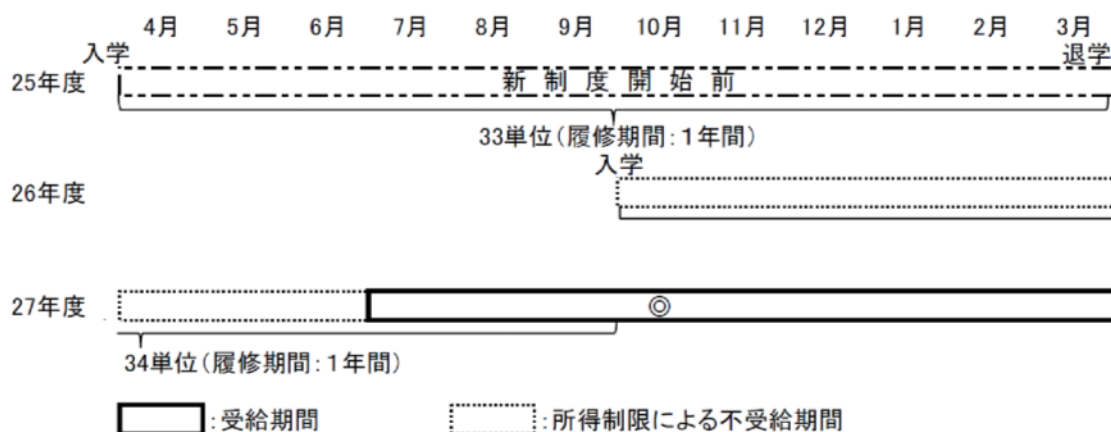 4月 5月 6月 7月 8月 9月 10月 11月 12月 1月 2月 3月
入学 退学
25年度 新制度開始前
33単位(履修期間:1年間)
入学
26年度
27年度 ◎
34単位(履修期間:1年間)
:受給期間 :所得制限による不受給期間